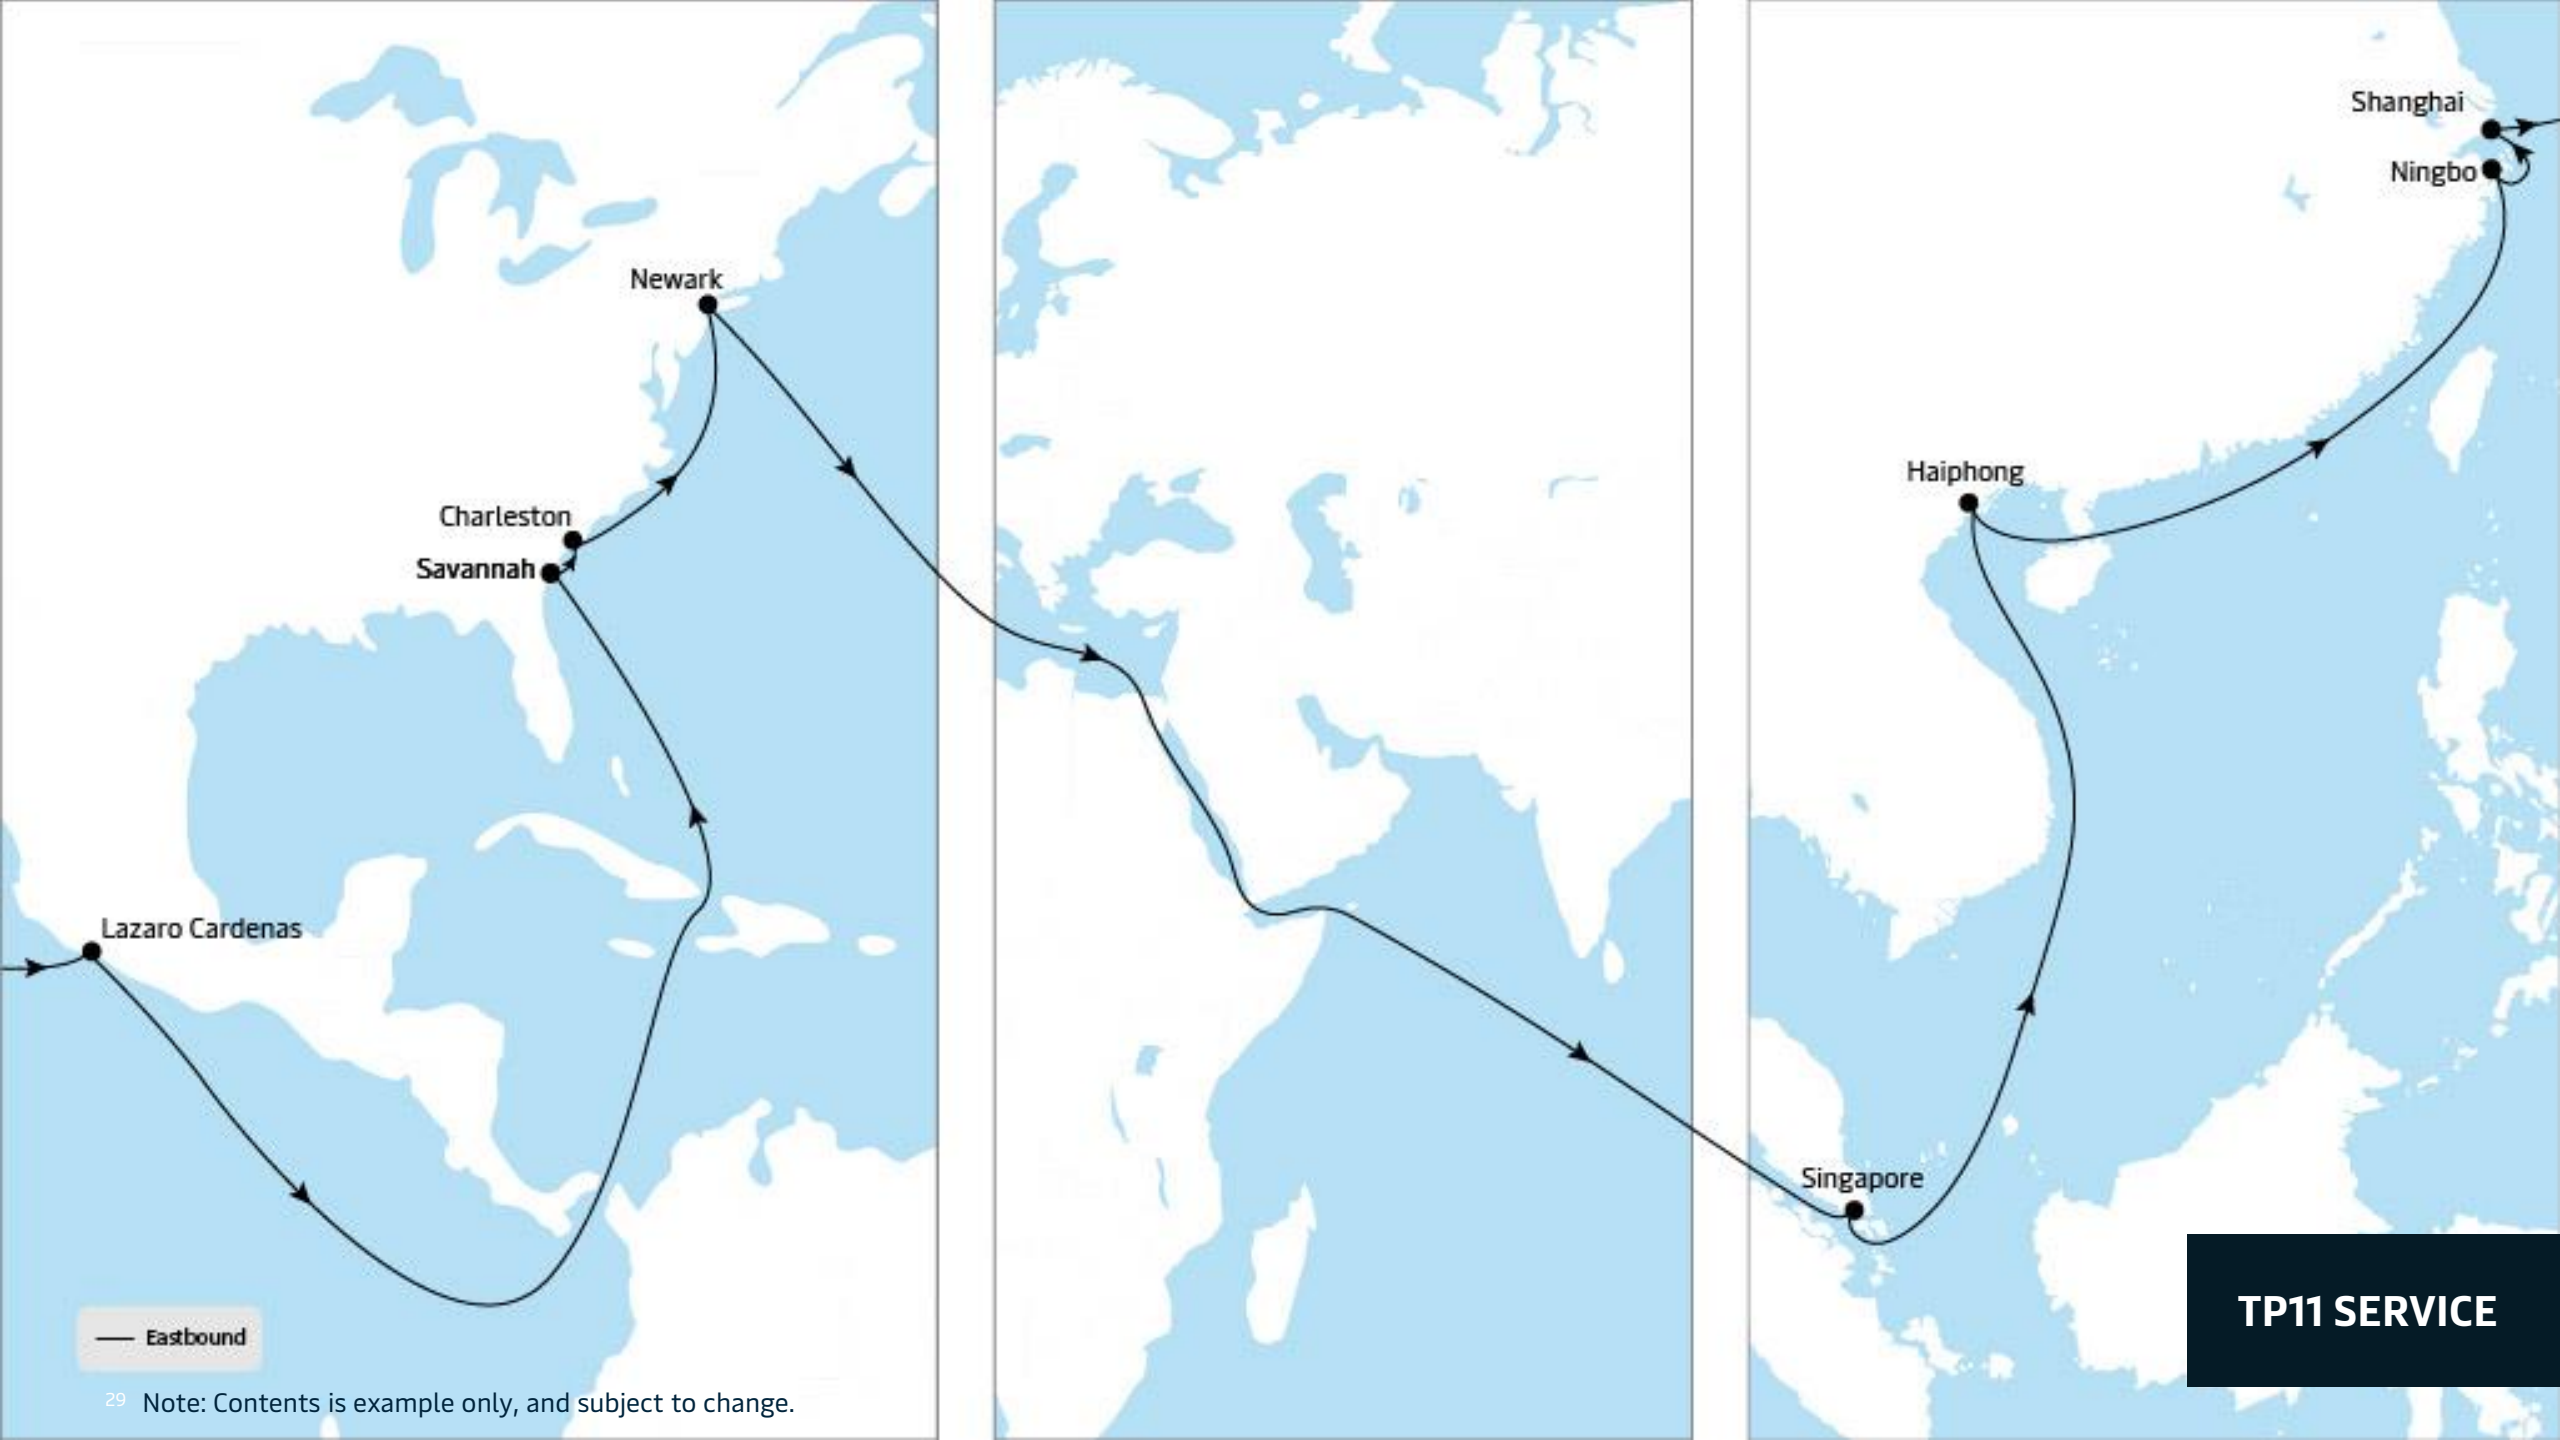 Shanghai
Ningbo
Newark
Haiphong
Charleston
Savannah
Lazaro Cardenas
Singapore
TP11 SERVICE
Eastbound
29 Note: Contents is example only, and subject to change.